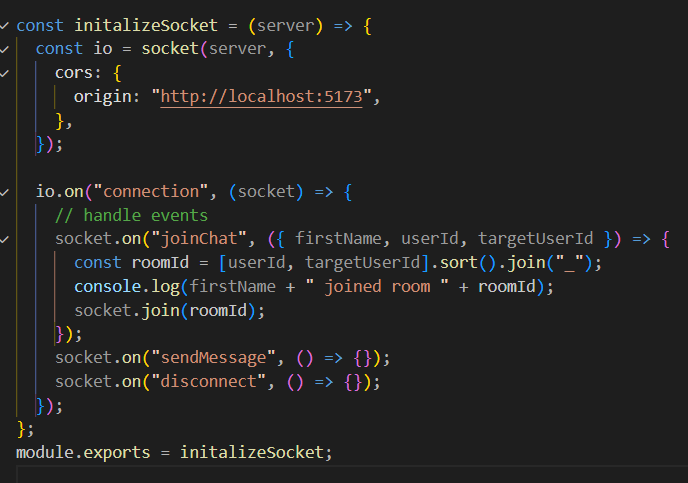 const initalizeSocket = (server) => {
  const io = socket(server, {
    cors: {
      origin: "http://localhost:5173",
    },
  });

  io.on("connection", (socket) => {
    // handle events
    socket.on("joinChat", ({ firstName, userId, targetUserId }) => {
      const roomId = [userId, targetUserId].sort().join("_");
      console.log(firstName + " joined room " + roomId);
      socket.join(roomId);
    });
    socket.on("sendMessage", () => {});
    socket.on("disconnect", () => {});
  });
};
module.exports = initalizeSocket;